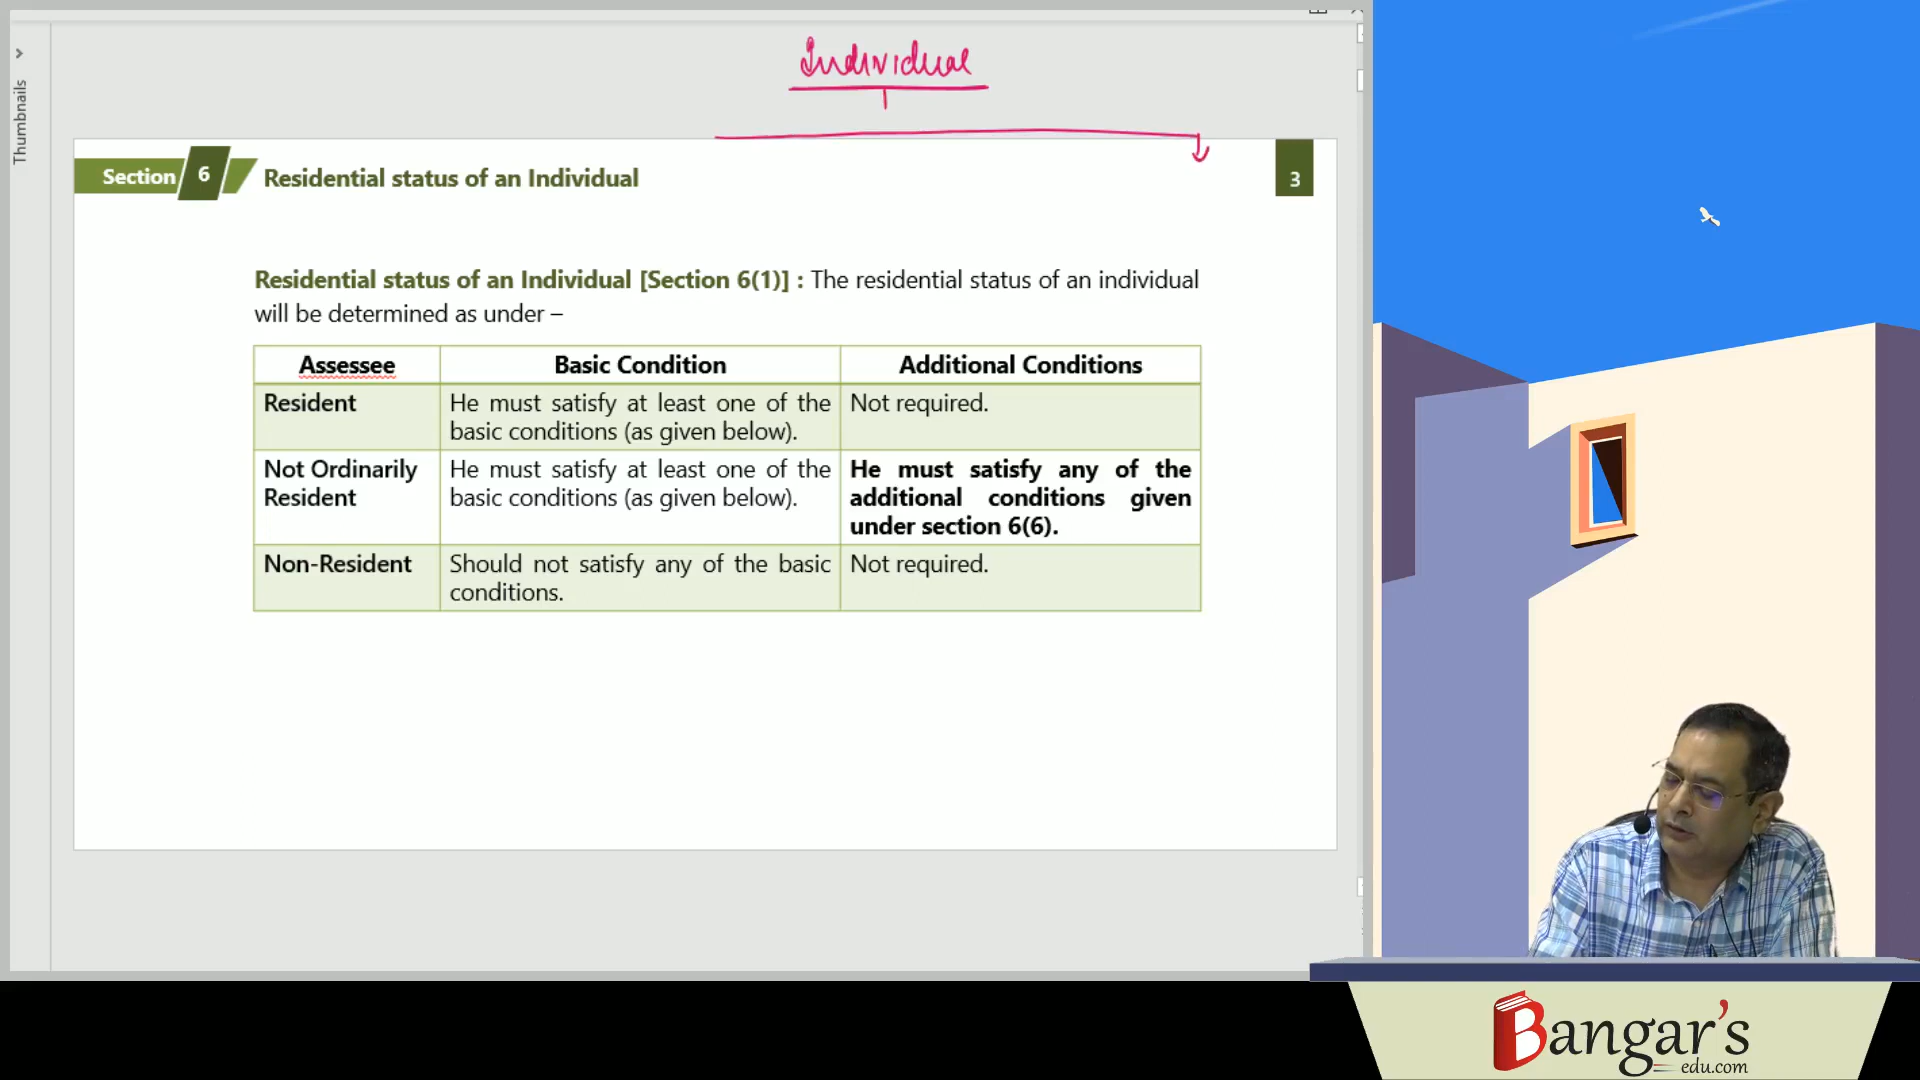 Individual
Thumbnails
Section 6 Residential status of an Individual 3
Residential status of an Individual [Section 6(1)] : The residential status of an individual
will be determined as under –
Assessee Basic Condition Additional Conditions
Resident He must satisfy at least one of the Not required.
basic conditions (as given below).
Not Ordinarily He must satisfy at least one of the He must satisfy any of the
Resident basic conditions (as given below). additional conditions given
under section 6(6).
Non-Resident Should not satisfy any of the basic Not required.
conditions.
Bangar's
edu.com